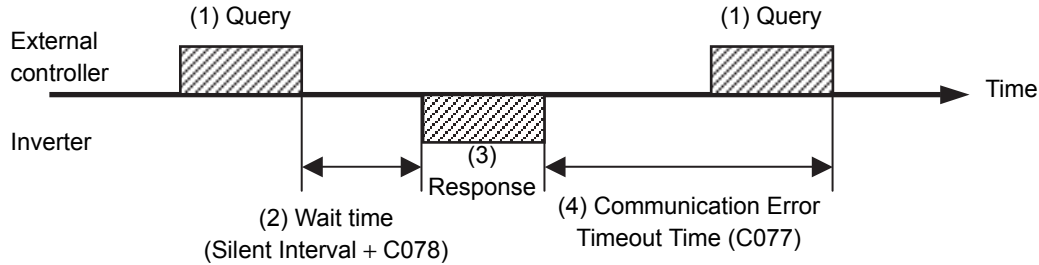 (1) Query
(1) Query
External
controller
Time
Inverter
(3)
Response
(2) Wait time
(Silent Interval + C078)
(4) Communication Error
Timeout Time (C077)